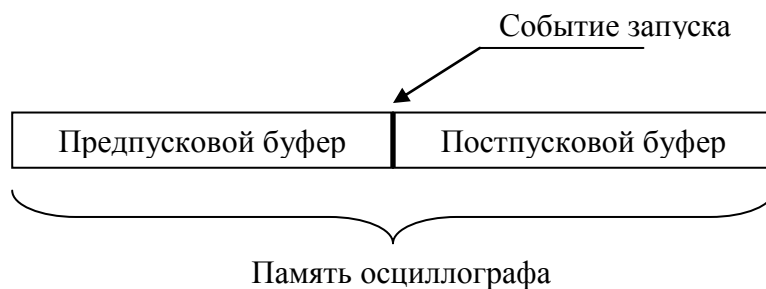 Событие запуска
Предпусковой буфер
Постпусковой буфер
Память осциллографа